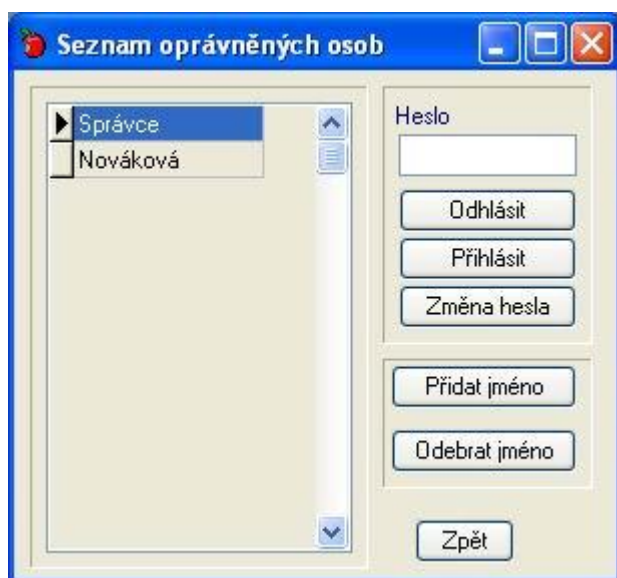 Seznam oprávněných osob
Správce
Nováková
Heslo
Odhlásit
Přihlásit
Změna hesla
Přidat jméno
Odebrat jméno
Zpět